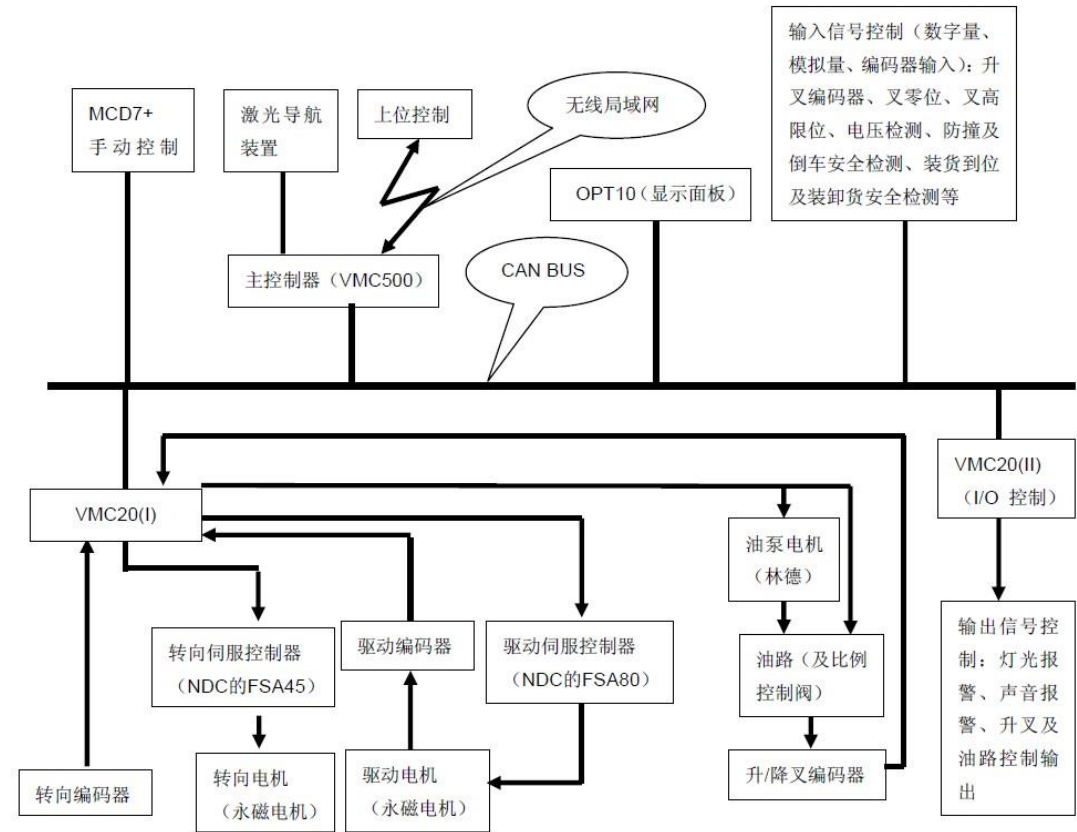 MCD7+
手动控制
激光导航
装置
上位控制
无线局域网
OPT10（显示面板）
输入信号控制（数字量、
模拟量、编码器输入）：升
叉编码器、叉零位、叉高
限位、电压检测、防撞及
倒车安全检测、装货到位
及装卸货安全检测等
主控制器（VMC500）
CAN BUS
VMC20(I)
VMC20(II)
（I/O 控制）
油泵电机
（林德）
转向伺服控制器
（NDC的FSA45）
驱动编码器
驱动伺服控制器
（NDC的FSA80）
油路（及比例
控制阀）
输出信号控
制：灯光报
警、声音报
警、升叉及
油路控制输
出
转向编码器
转向电机
（永磁电机）
驱动电机
（永磁电机）
升/降叉编码器